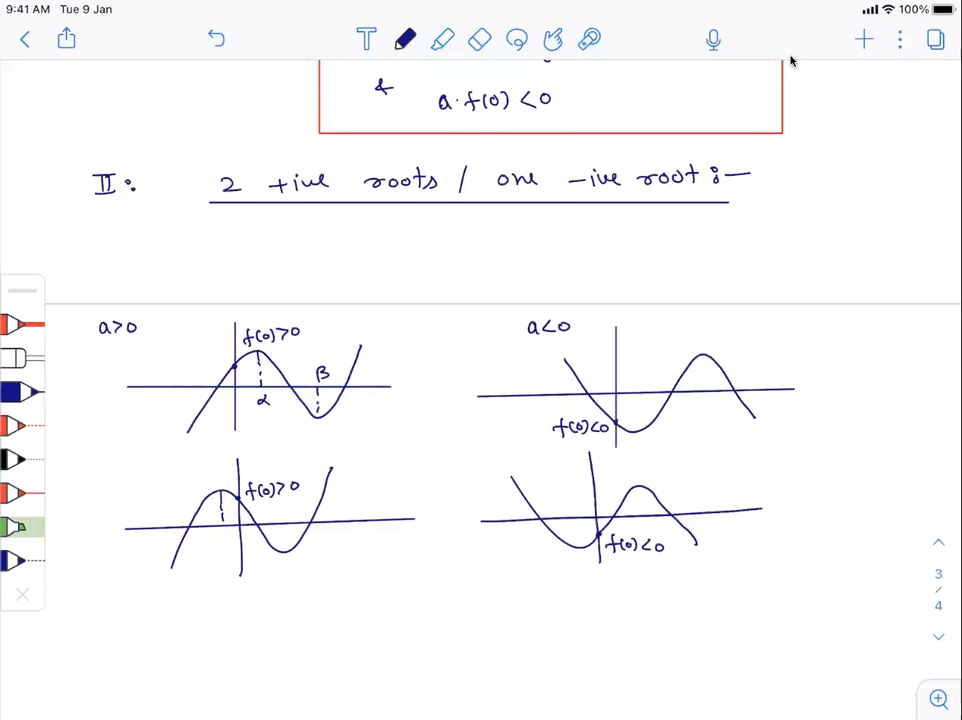 9:41 AM Tue 9 Jan
100%
T
&
a·f(0) <0
II:
2 +ive roots / one -ive root :-
a>0
f(0)>0
β
α
a<0
f(0)<0
f(0)>0
f(0)<0
3
/
4